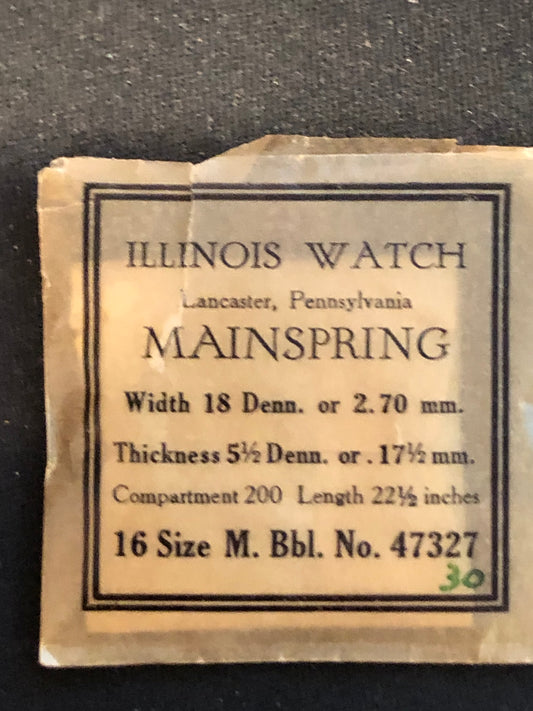 ILLINOIS WATCH
Lancaster, Pennsylvania
MAINSPRING
Width 18 Denn. or 2.70 mm.
Thickness 5½ Denn. or .17½ mm.
Compartment 200 Length 22½ inches
16 Size M. Bbl. No. 47327
30